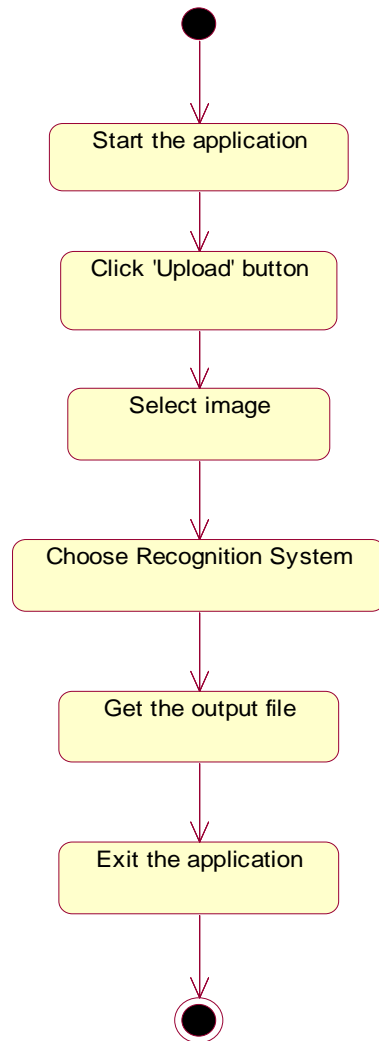 Start the application
Click 'Upload' button
Select image
Choose Recognition System
Get the output file
Exit the application